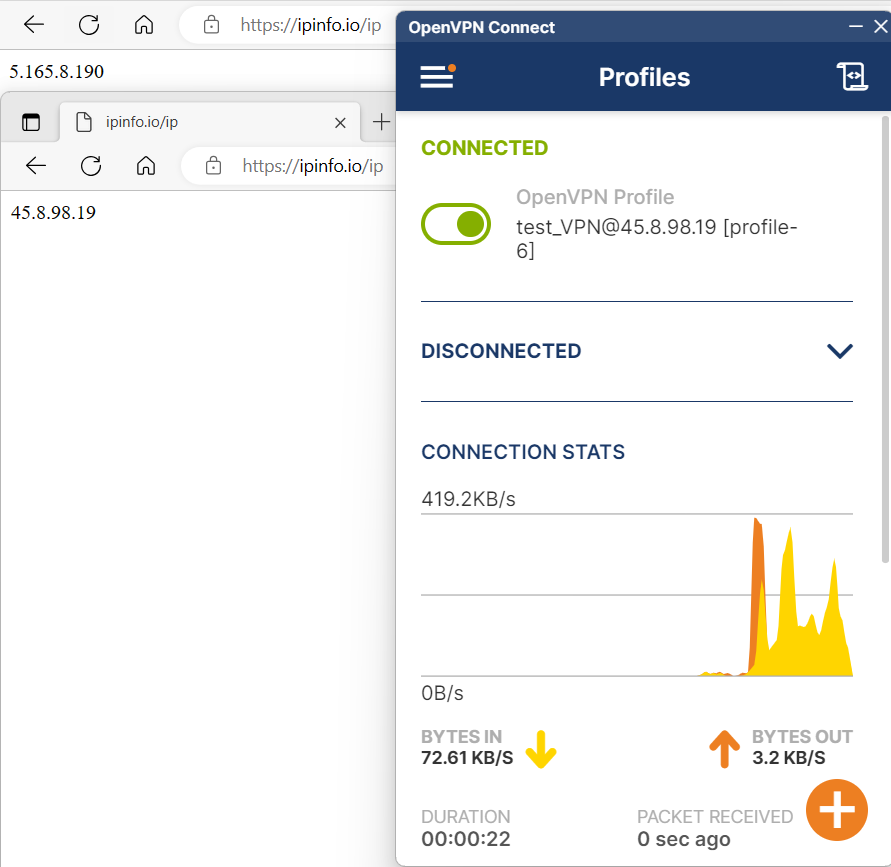 https://ipinfo.io/ip
5.165.8.190
ipinfo.io/ip
https://ipinfo.io/ip
45.8.98.19
OpenVPN Connect
Profiles
CONNECTED
OpenVPN Profile
test_VPN@45.8.98.19 [profile-
6]
DISCONNECTED
CONNECTION STATS
419.2KB/s
0B/s
BYTES IN
72.61 KB/S
BYTES OUT
3.2 KB/S
DURATION
00:00:22
PACKET RECEIVED
0 sec ago